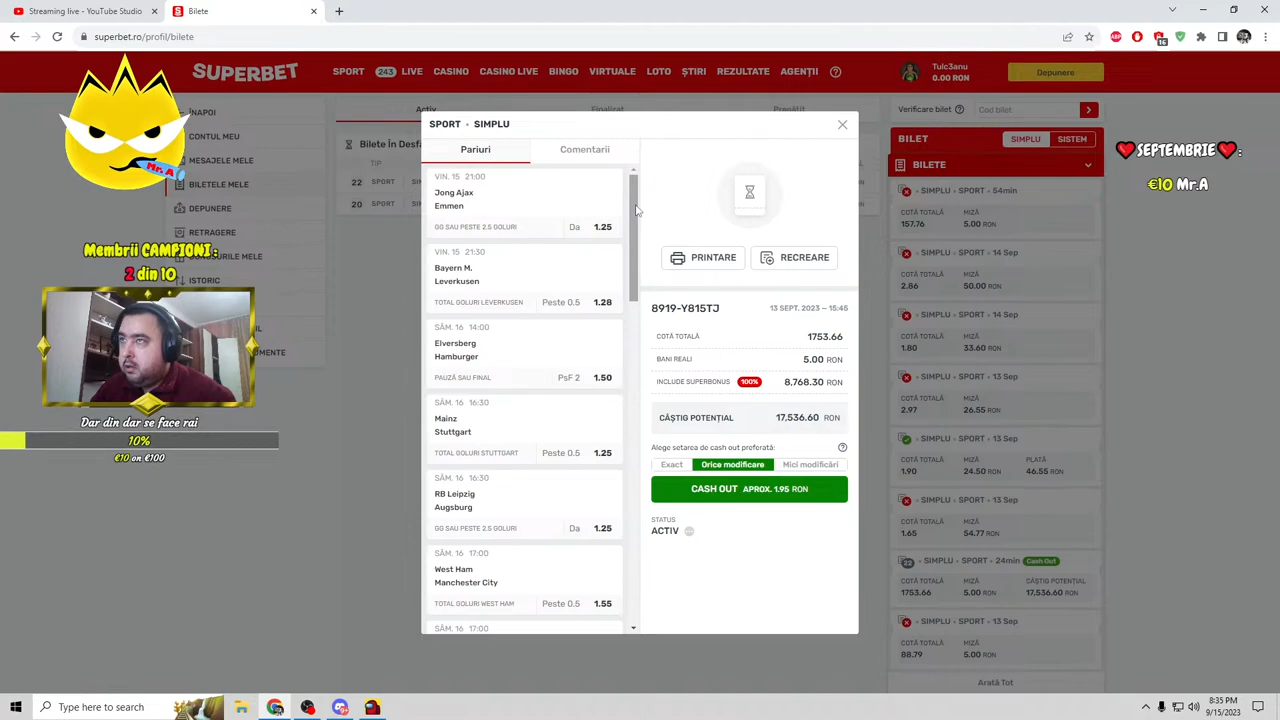 Streaming live - YouTube Studio
Bilete
superbet.ro/profil/bilete
15
SUPERBET
SPORT
243 LIVE
CASINO
CASINO LIVE
BINGO
VIRTUALE
LOTO
ȘTIRI
REZULTATE
AGENȚII
Tulc3anu
0.00 RON
Depunere
ÎNAPOI
CONTUL MEU
MESAJELE MELE
BILETELE MELE
DEPUNERE
RETRAGERE
ISTORIC
Mr. A
Membrii CAMPIONI :
2 din 10
Dar din dar se face rai
10%
€10 on €100
Activ
Finalizat
Pregătit
TIP
22 SPORT
20 SPORT
SPORT • SIMPLU
Pariuri
Comentarii
VIN. 15 21:00
Jong Ajax
Emmen
GG SAU PESTE 2.5 GOLURI Da 1.25
VIN. 15 21:30
Bayern M.
Leverkusen
TOTAL GOLURI LEVERKUSEN Peste 0.5 1.28
SÂM. 16 14:00
Elversberg
Hamburger
PAUZĂ SAU FINAL PsF 2 1.50
SÂM. 16 16:30
Mainz
Stuttgart
TOTAL GOLURI STUTTGART Peste 0.5 1.25
SÂM. 16 16:30
RB Leipzig
Augsburg
GG SAU PESTE 2.5 GOLURI Da 1.25
SÂM. 16 17:00
West Ham
Manchester City
TOTAL GOLURI WEST HAM Peste 0.5 1.55
SÂM. 16 17:00
PRINTARE
RECREARE
8919-Y815TJ 13 SEPT. 2023 — 15:45
COTĂ TOTALĂ 1753.66
BANI REALI 5.00 RON
INCLUDE SUPERBONUS 100% 8,768.30 RON
CÂȘTIG POTENȚIAL 17,536.60 RON
Alege setarea de cash out preferată:
Exact
Orice modificare
Mici modificări
CASH OUT APROX. 1.95 RON
STATUS
ACTIV
Verificare bilet
Cod bilet
BILET
SIMPLU
SISTEM
BILETE
SIMPLU • SPORT • 54min
COTĂ TOTALĂ MIZĂ
157.76 5.00 RON
SIMPLU • SPORT • 14 Sep
COTĂ TOTALĂ MIZĂ
2.86 50.00 RON
SIMPLU • SPORT • 14 Sep
COTĂ TOTALĂ MIZĂ
1.80 33.60 RON
SIMPLU • SPORT • 13 Sep
COTĂ TOTALĂ MIZĂ
2.97 26.55 RON
SIMPLU • SPORT • 13 Sep
COTĂ TOTALĂ MIZĂ PLATĂ
1.90 24.50 RON 46.55 RON
SIMPLU • SPORT • 13 Sep
COTĂ TOTALĂ MIZĂ
1.65 54.77 RON
22 SIMPLU • SPORT • 24min Cash Out
COTĂ TOTALĂ MIZĂ CÂȘTIG POTENȚIAL
1753.66 5.00 RON 17,536.60 RON
SIMPLU • SPORT • 13 Sep
COTĂ TOTALĂ MIZĂ
88.79 5.00 RON
Arată Tot
SEPTEMBRIE :
€10 Mr.A
Type here to search
8:35 PM
9/15/2023